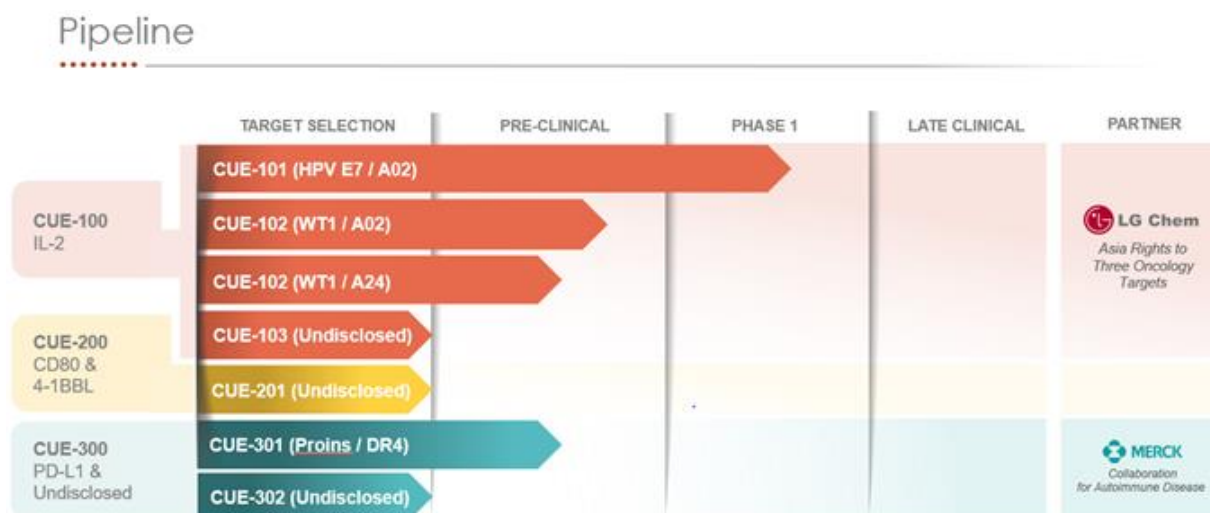 Pipeline
TARGET SELECTION
PRE-CLINICAL
PHASE 1
LATE CLINICAL
PARTNER
CUE-100
IL-2
CUE-101 (HPV E7 / A02)
CUE-102 (WT1 / A02)
CUE-102 (WT1 / A24)
CUE-103 (Undisclosed)
LG Chem
Asia Rights to
Three Oncology
Targets
CUE-200
CD80 &
4-1BBL
CUE-201 (Undisclosed)
CUE-300
PD-L1 &
Undisclosed
CUE-301 (Proins / DR4)
CUE-302 (Undisclosed)
MERCK
Collaboration
for Autoimmune Disease